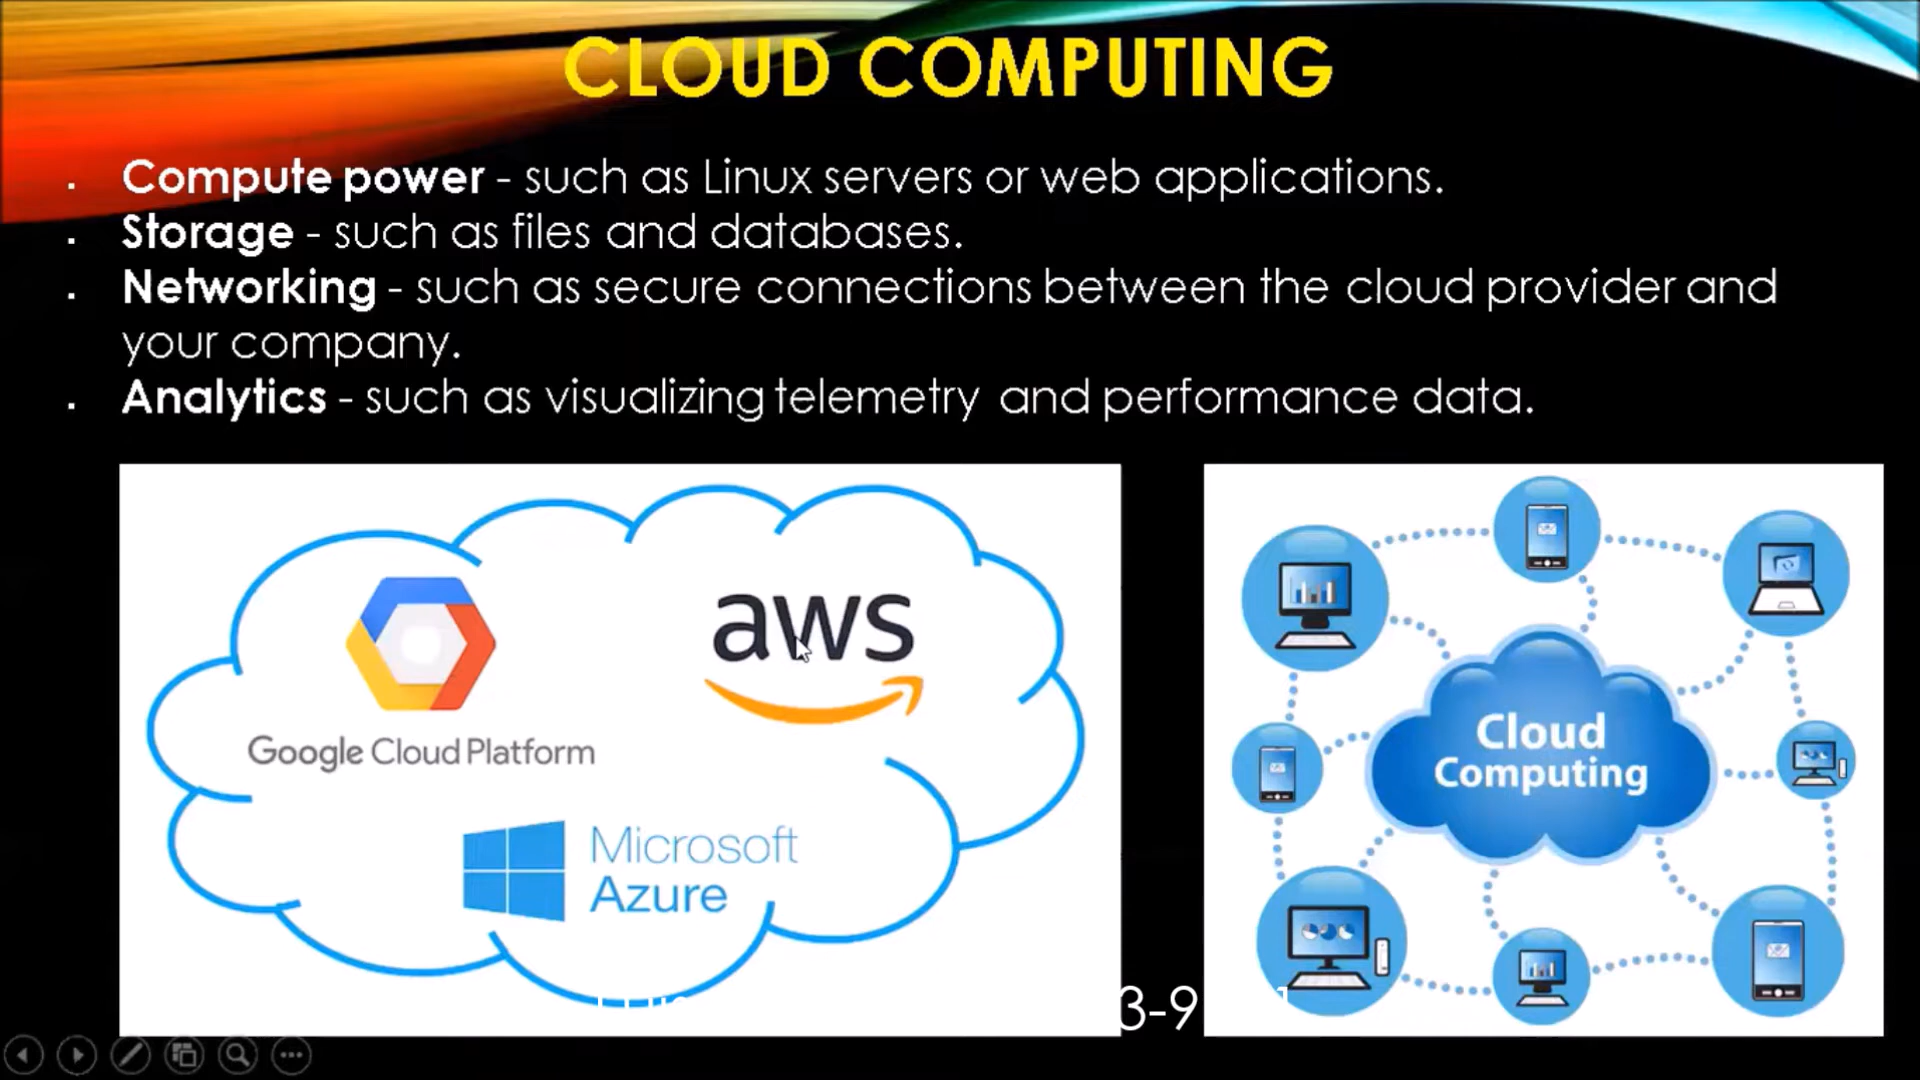 CLOUD COMPUTING
Compute power - such as Linux servers or web applications.
Storage - such as files and databases.
Networking - such as secure connections between the cloud provider and
your company.
Analytics - such as visualizing telemetry and performance data.
aws
Google Cloud Platform
Microsoft
Azure
Cloud
Computing
3-9